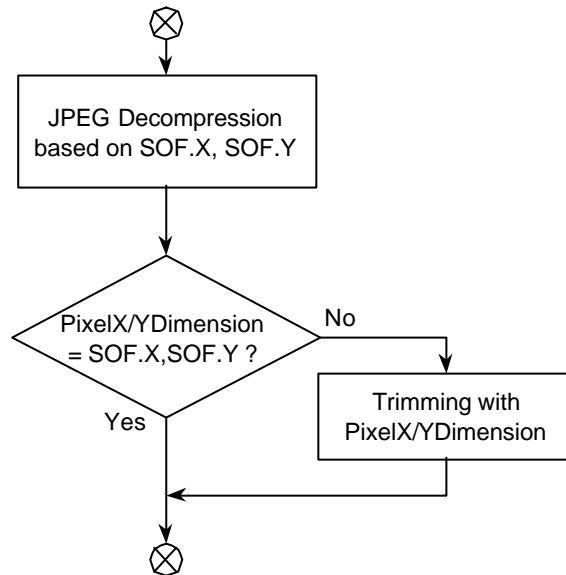 JPEG Decompression
based on SOF.X, SOF.Y
PixelX/YDimension
= SOF.X,SOF.Y ?
No
Yes
Trimming with
PixelX/YDimension